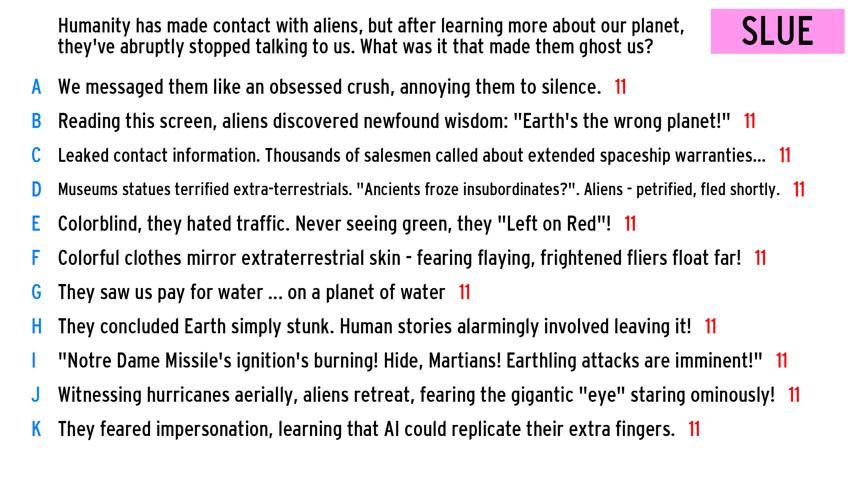 Humanity has made contact with aliens, but after learning more about our planet,
they've abruptly stopped talking to us. What was it that made them ghost us?
SLUE
A We messaged them like an obsessed crush, annoying them to silence. 11
B Reading this screen, aliens discovered newfound wisdom: "Earth's the wrong planet!" 11
C Leaked contact information. Thousands of salesmen called about extended spaceship warranties... 11
D Museums statues terrified extra-terrestrials. "Ancients froze insubordinates?". Aliens - petrified, fled shortly. 11
E Colorblind, they hated traffic. Never seeing green, they "Left on Red"! 11
F Colorful clothes mirror extraterrestrial skin - fearing flaying, frightened fliers float far! 11
G They saw us pay for water ... on a planet of water 11
H They concluded Earth simply stunk. Human stories alarmingly involved leaving it! 11
I "Notre Dame Missile's ignition's burning! Hide, Martians! Earthling attacks are imminent!" 11
J Witnessing hurricanes aerially, aliens retreat, fearing the gigantic "eye" staring ominously! 11
K They feared impersonation, learning that AI could replicate their extra fingers. 11